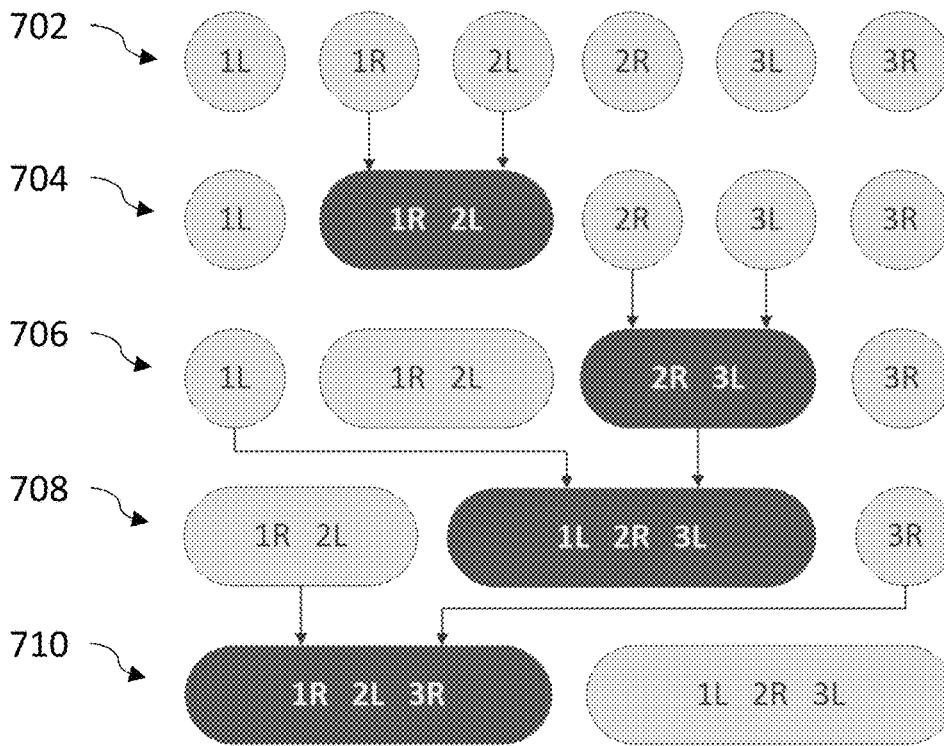 702 1L 1R 2L 2R 3L 3R
704 1L 1R 2L 2R 3L 3R
706 1L 1R 2L 2R 3L 3R
708 1R 2L 1L 2R 3L 3R
710 1R 2L 3R 1L 2R 3L